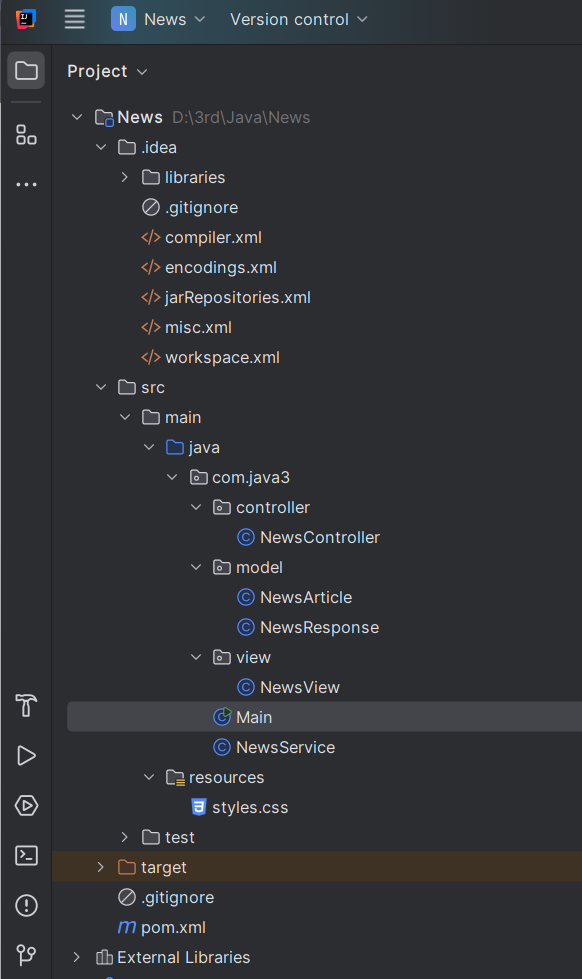 N News Version control
Project
News D:\3rd\Java\News
.idea
libraries
.gitignore
compiler.xml
encodings.xml
jarRepositories.xml
misc.xml
workspace.xml
src
main
java
com.java3
controller
NewsController
model
NewsArticle
NewsResponse
view
NewsView
Main
NewsService
resources
styles.css
test
target
.gitignore
pom.xml
External Libraries